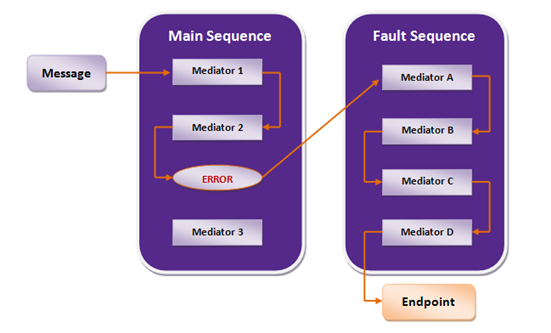 Main Sequence
Fault Sequence
Message
Mediator 1
Mediator 2
ERROR
Mediator 3
Mediator A
Mediator B
Mediator C
Mediator D
Endpoint